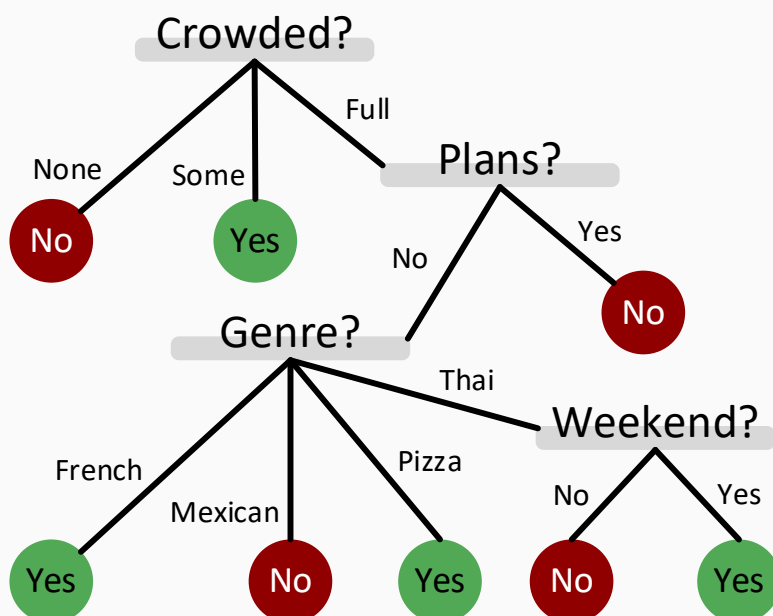 Crowded?
Full
None
Some
Plans?
No
Yes
Yes
No
No
Genre?
Thai
Weekend?
French
Pizza
Mexican
No
Yes
Yes
No
Yes
No
Yes